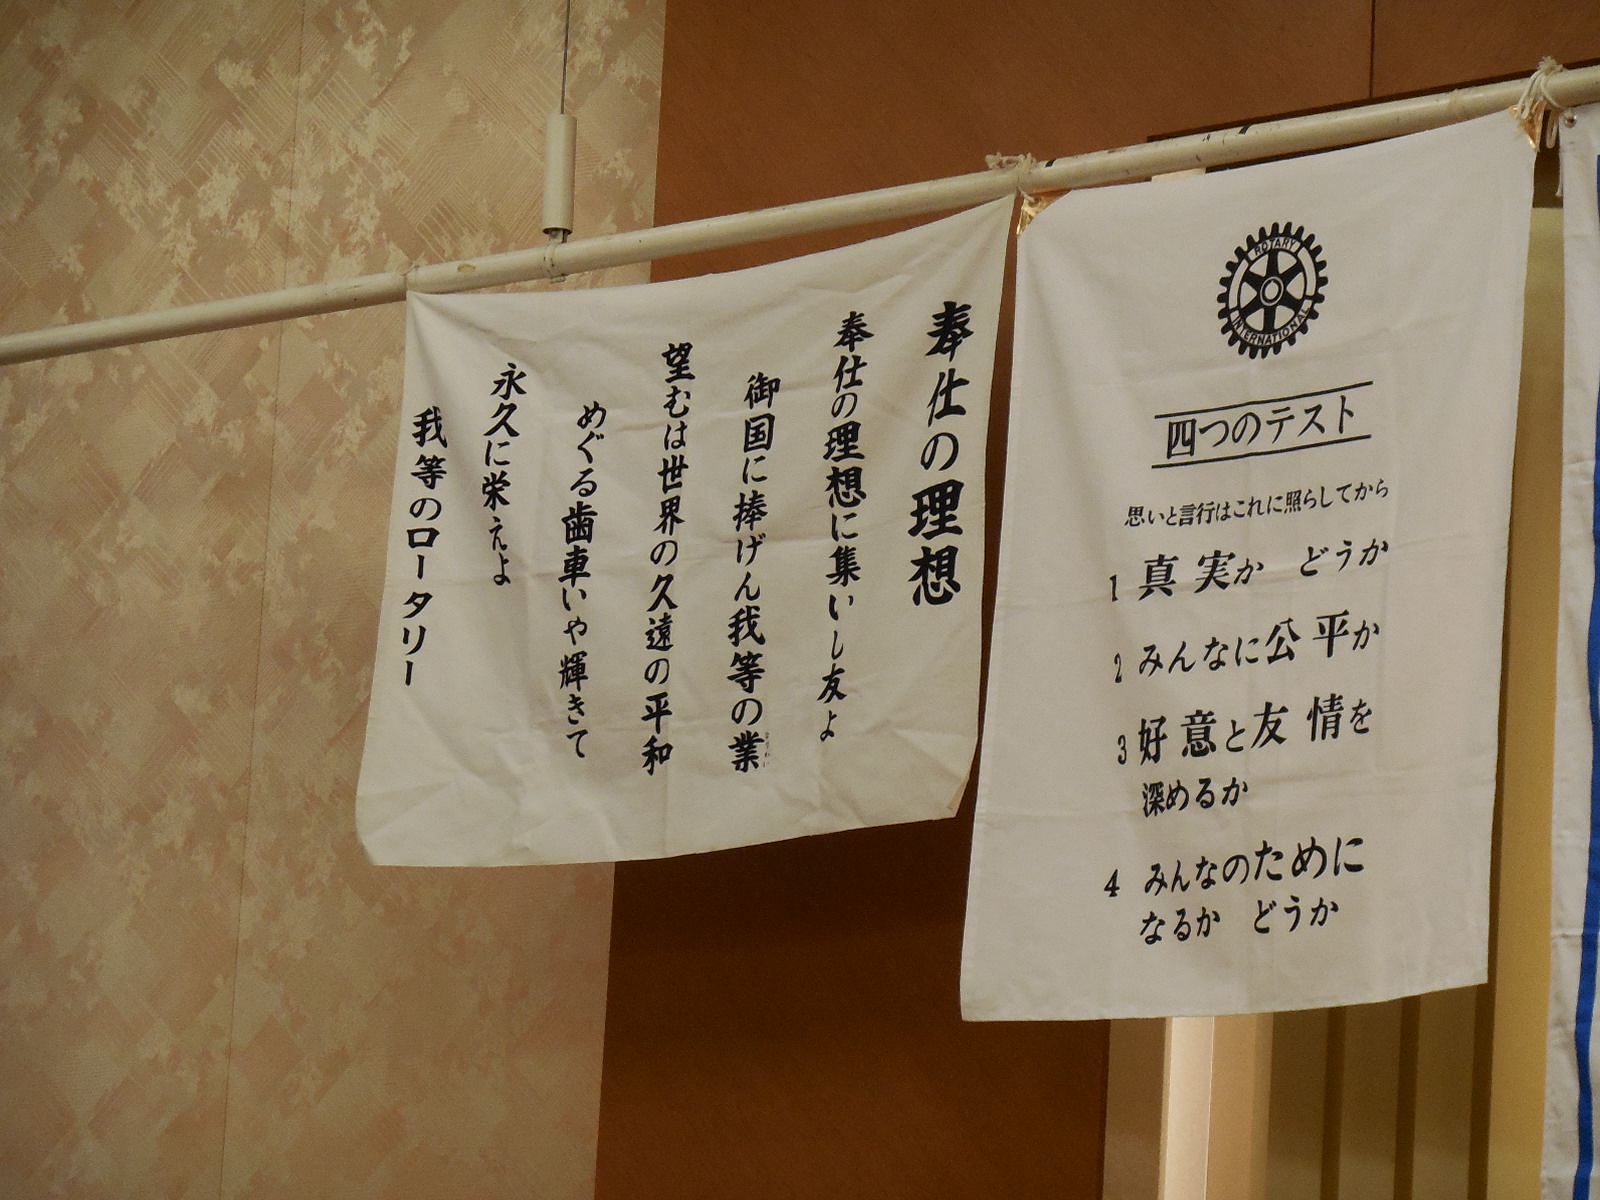 奉仕の理想
奉仕の理想に集いし友よ
御国に捧げん我等の業
望むは世界の久遠の平和
めぐる歯車いや輝きて
永久に栄えよ
我等のロータリー
ROTARY
INTERNATIONAL
四つのテスト
思いと言行はこれに照らしてから
1 真実か どうか
2 みんなに公平か
3 好意と友情を
深めるか
4 みんなのために
なるか どうか